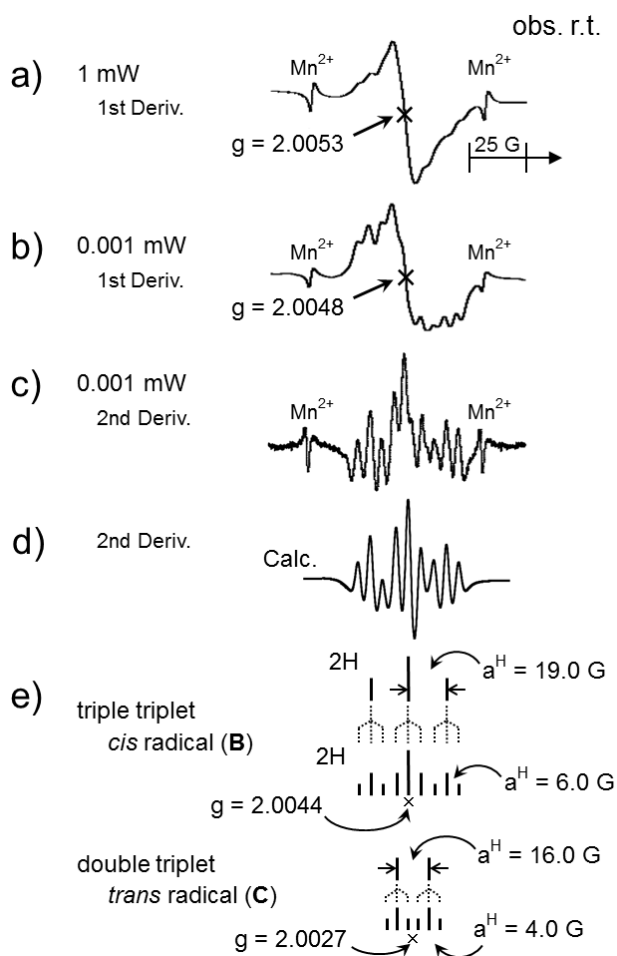 obs. r.t.
a) 1 mW
1st Deriv.
Mn²⁺ Mn²⁺
g = 2.0053
25 G
b) 0.001 mW
1st Deriv.
Mn²⁺ Mn²⁺
g = 2.0048
c) 0.001 mW
2nd Deriv.
Mn²⁺ Mn²⁺
d) 2nd Deriv.
Calc.
e) triple triplet
cis radical (B)
2H
aᴴ = 19.0 G
2H
aᴴ = 6.0 G
g = 2.0044
double triplet
trans radical (C)
aᴴ = 16.0 G
aᴴ = 4.0 G
g = 2.0027